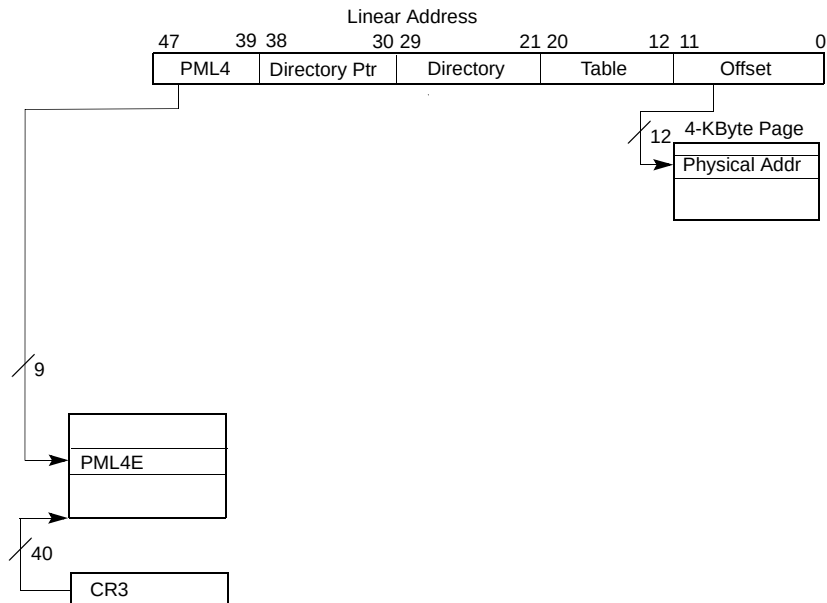 Linear Address
47 39 38 30 29 21 20 12 11 0
PML4 Directory Ptr Directory Table Offset
12 4-KByte Page
Physical Addr
9
PML4E
40
CR3